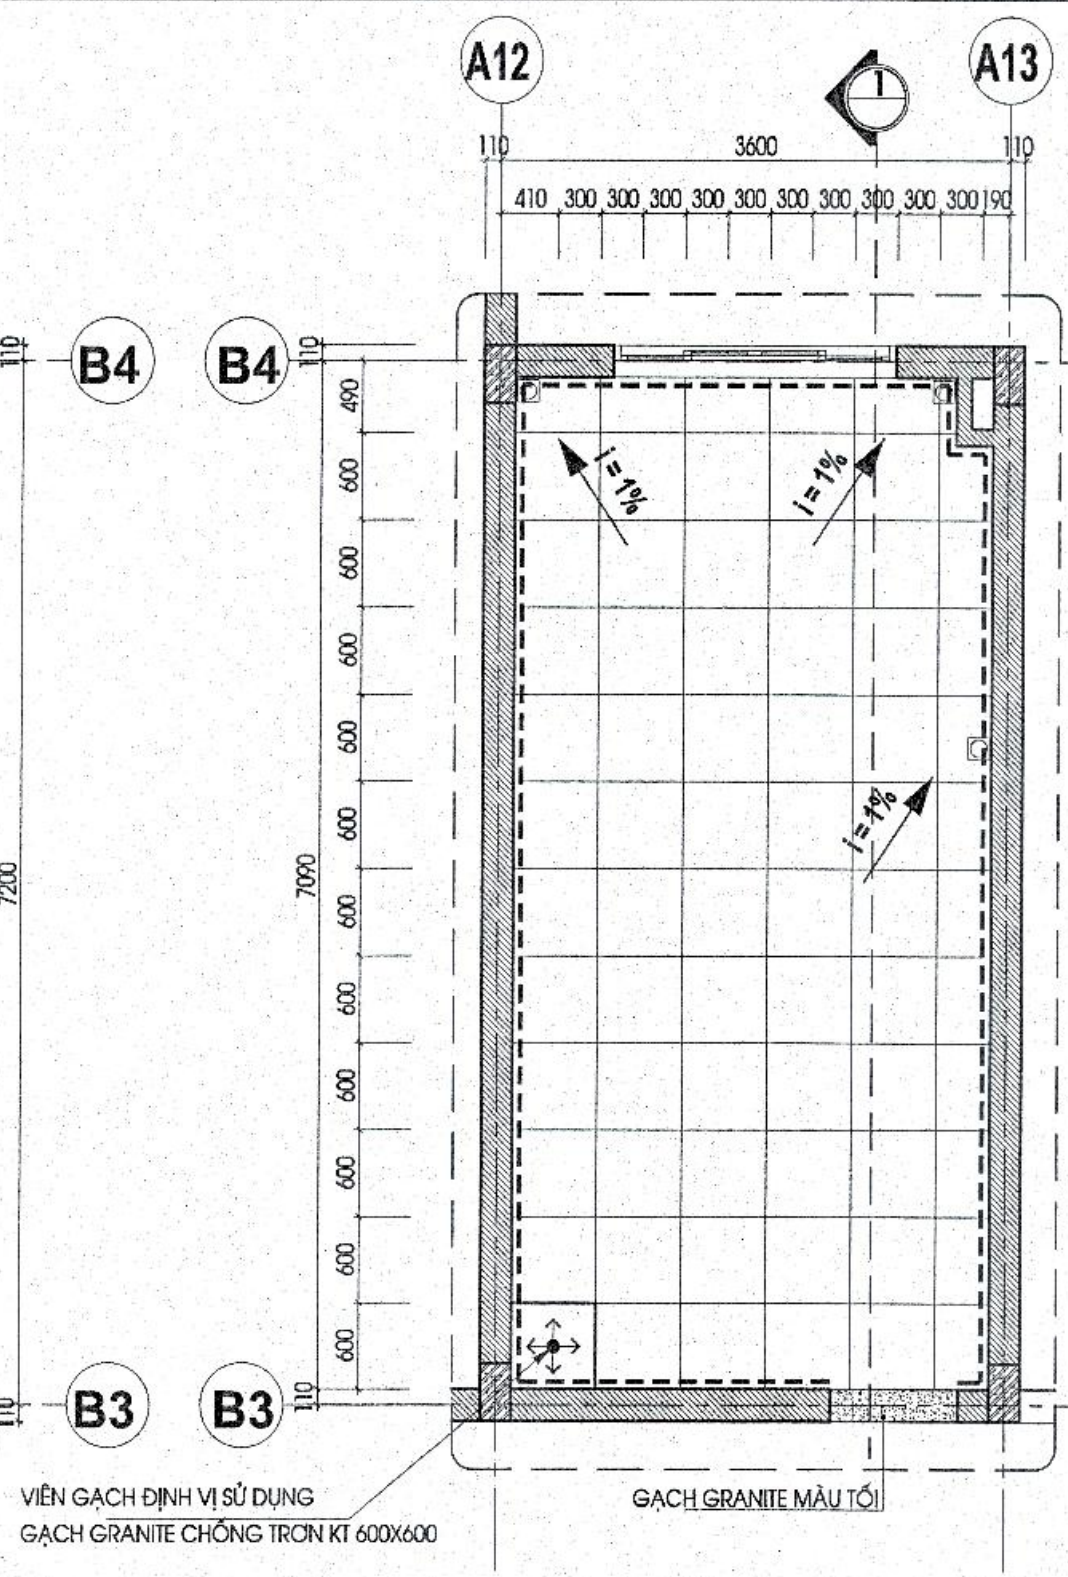 A12
A13
1
110
3600
110
410 300 300 300 300 300 300 300 300 300 300 190
110
B4
B4
110
490
600
600
600
600
600
600
600
600
600
600
600
7200
7090
i = 1%
i = 1%
i = 1%
110
B3
B3
110
VIÊN GẠCH ĐỊNH VỊ SỬ DỤNG
GẠCH GRANITE CHỐNG TRƠN KT 600X600
GẠCH GRANITE MÀU TỐI